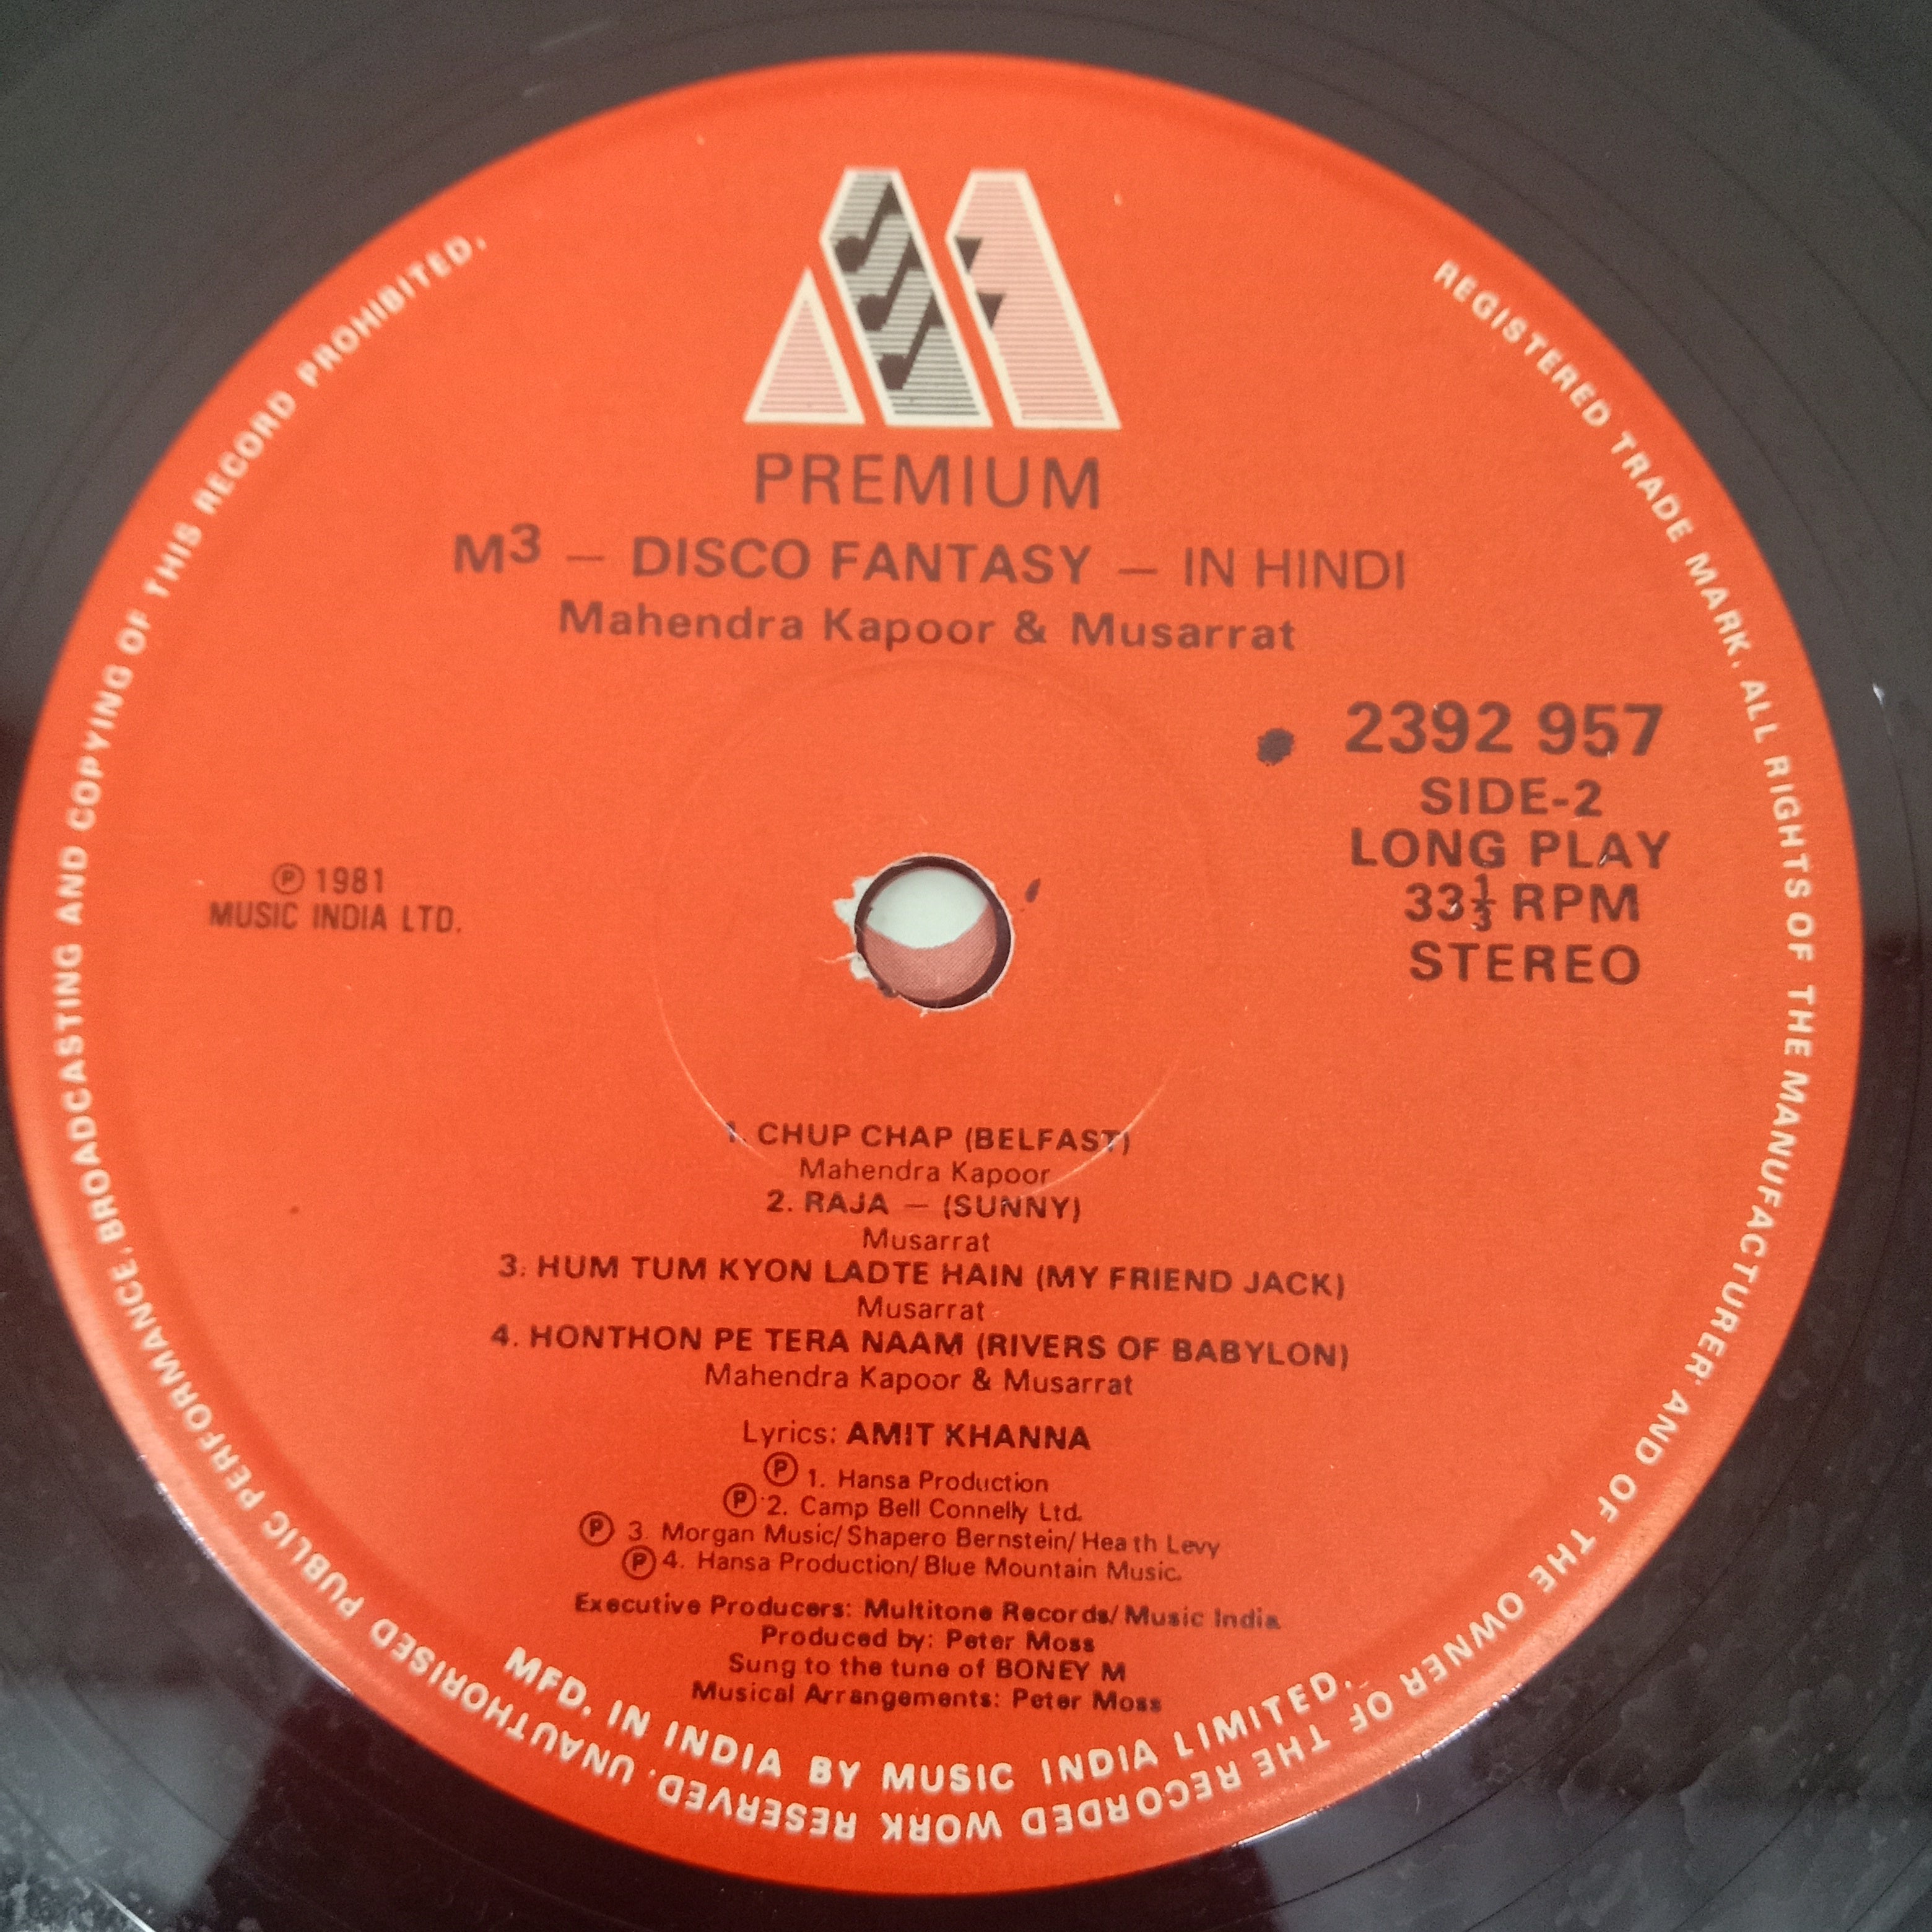 PREMIUM
M3 — DISCO FANTASY — IN HINDI
Mahendra Kapoor & Musarrat
2392 957
SIDE-2
LONG PLAY
33⅓ RPM
STEREO
Ⓟ 1981
MUSIC INDIA LTD.
1. CHUP CHAP (BELFAST)
Mahendra Kapoor
2. RAJA — (SUNNY)
Musarrat
3. HUM TUM KYON LADTE HAIN (MY FRIEND JACK)
Musarrat
4. HONTHON PE TERA NAAM (RIVERS OF BABYLON)
Mahendra Kapoor & Musarrat
Lyrics: AMIT KHANNA
Ⓟ 1. Hansa Production
Ⓟ 2. Camp Bell Connelly Ltd.
Ⓟ 3. Morgan Music/Shapero Bernstein/Heath Levy
Ⓟ 4. Hansa Production/Blue Mountain Music.
Executive Producers: Multitone Records/Music India
Produced by: Peter Moss
Sung to the tune of BONEY M
Musical Arrangements: Peter Moss
MFD. IN INDIA BY MUSIC INDIA LIMITED.
REGISTERED TRADE MARK. ALL RIGHTS OF THE MANUFACTURER AND OF THE OWNER OF THE RECORDED WORK RESERVED. UNAUTHORISED PUBLIC PERFORMANCE, BROADCASTING AND COPYING OF THIS RECORD PROHIBITED.